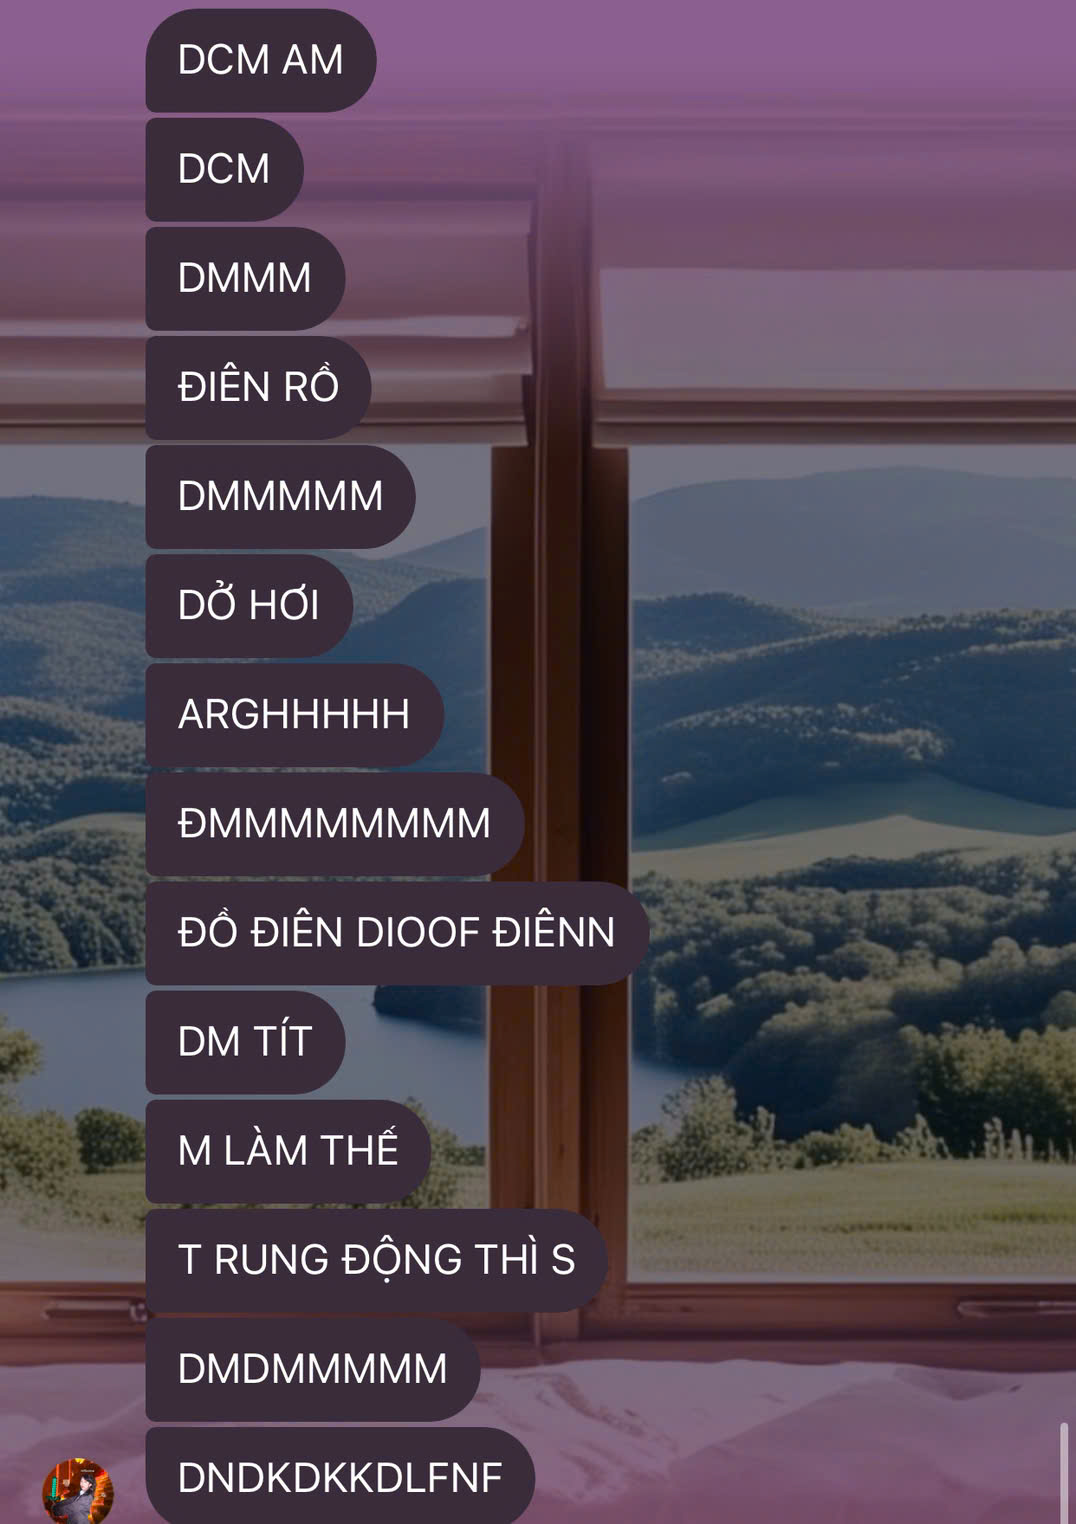 DCM AM
DCM
DMMM
ĐIÊN RỒ
DMMMMM
DỞ HƠI
ARGHHHHH
ĐMMMMMMMM
ĐỒ ĐIÊN DIOOF ĐIÊNN
DM TÍT
M LÀM THẾ
T RUNG ĐỘNG THÌ S
DMDMMMMM
DNDKDKKDLFNF